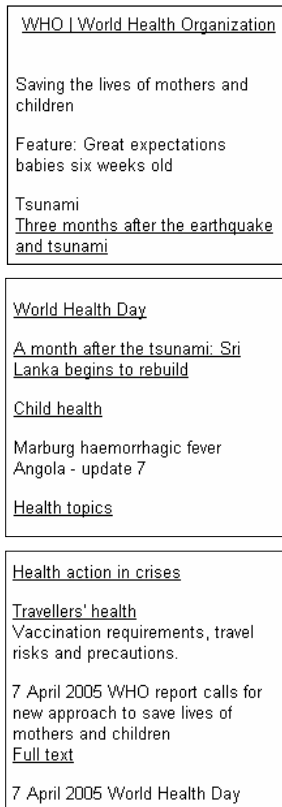 WHO | World Health Organization
Saving the lives of mothers and
children
Feature: Great expectations
babies six weeks old
Tsunami
Three months after the earthquake
and tsunami
World Health Day
A month after the tsunami: Sri
Lanka begins to rebuild
Child health
Marburg haemorrhagic fever
Angola - update 7
Health topics
Health action in crises
Travellers' health
Vaccination requirements, travel
risks and precautions.
7 April 2005 WHO report calls for
new approach to save lives of
mothers and children
Full text
7 April 2005 World Health Day